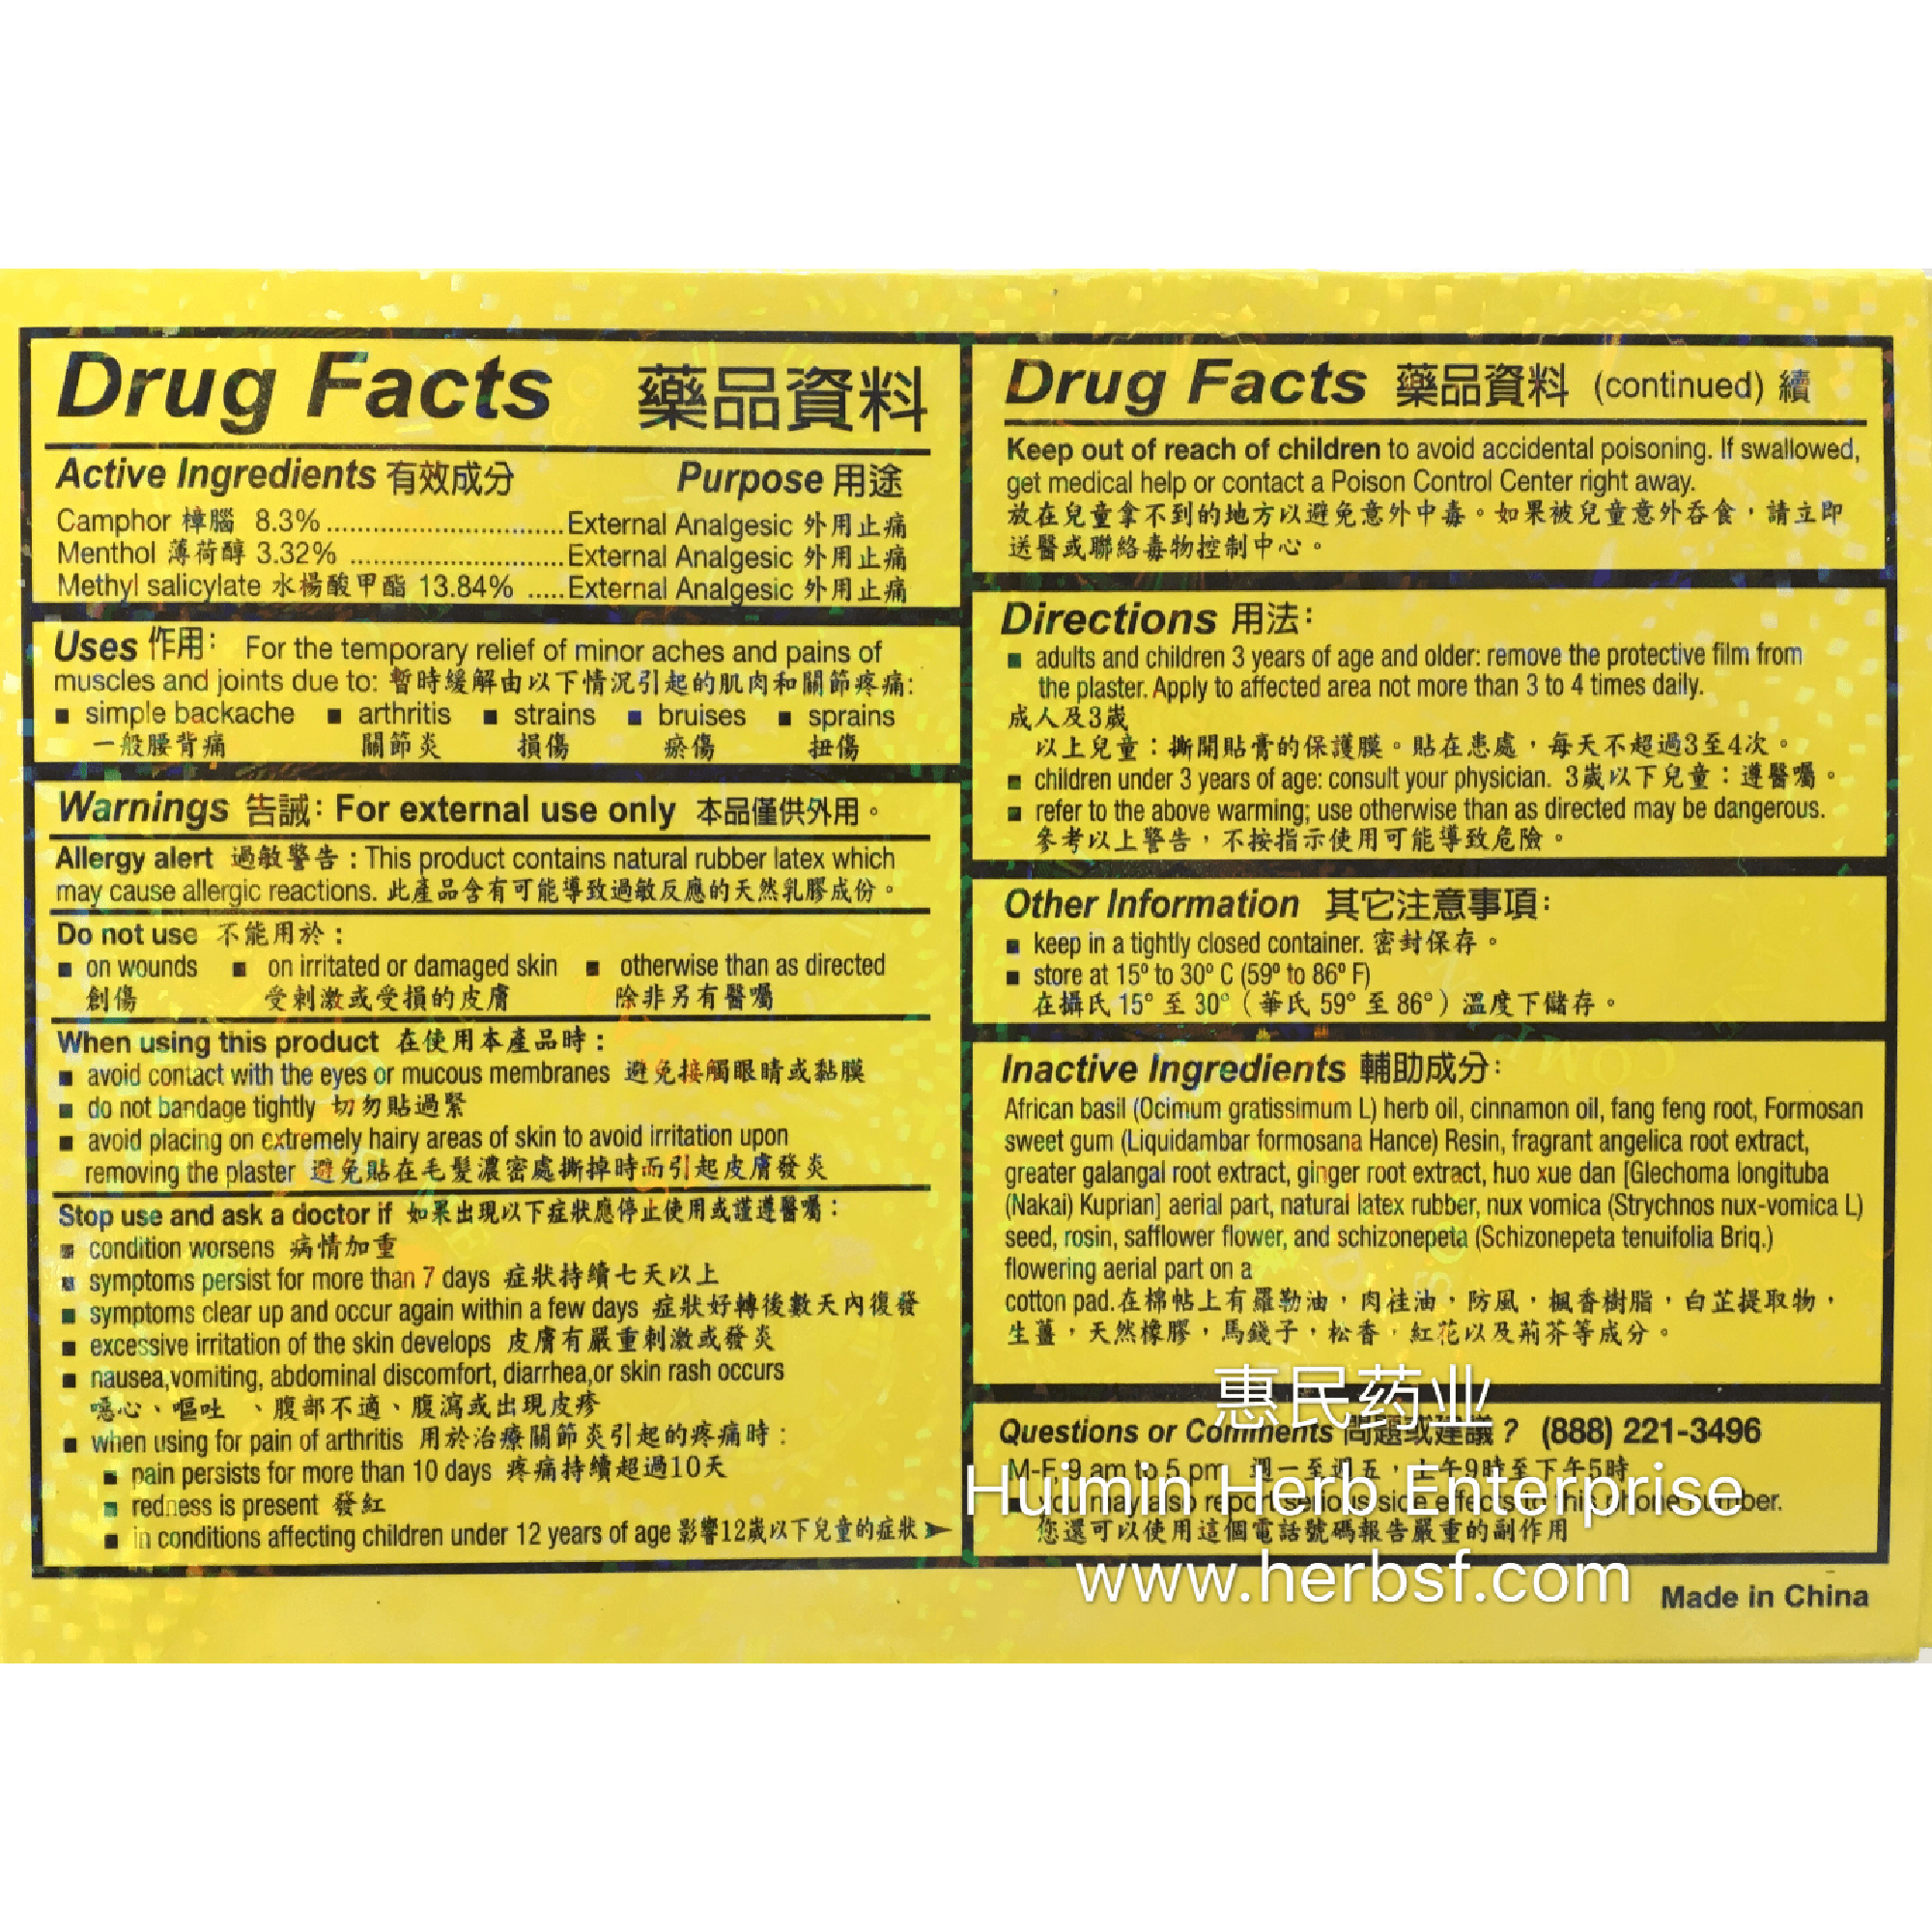 Drug Facts 藥品資料
Active Ingredients 有效成分 Purpose 用途
Camphor 樟腦 8.3% ..............................External Analgesic 外用止痛
Menthol 薄荷醇 3.32% ...........................External Analgesic 外用止痛
Methyl salicylate 水楊酸甲酯 13.84% .....External Analgesic 外用止痛
Uses 作用: For the temporary relief of minor aches and pains of
muscles and joints due to: 暫時緩解由以下情況引起的肌肉和關節疼痛:
■ simple backache ■ arthritis ■ strains ■ bruises ■ sprains
一般腰背痛 關節炎 損傷 瘀傷 扭傷
Warnings 告誡: For external use only 本品僅供外用。
Allergy alert 過敏警告 : This product contains natural rubber latex which
may cause allergic reactions. 此產品含有可能導致過敏反應的天然乳膠成份。
Do not use 不能用於 :
■ on wounds ■ on irritated or damaged skin ■ otherwise than as directed
創傷 受刺激或受損的皮膚 除非另有醫囑
When using this product 在使用本產品時 :
■ avoid contact with the eyes or mucous membranes 避免接觸眼睛或黏膜
■ do not bandage tightly 切勿貼過緊
■ avoid placing on extremely hairy areas of skin to avoid irritation upon
removing the plaster 避免貼在毛髮濃密處撕掉時而引起皮膚發炎
Stop use and ask a doctor if 如果出現以下症狀應停止使用或謹遵醫囑 :
■ condition worsens 病情加重
■ symptoms persist for more than 7 days 症狀持續七天以上
■ symptoms clear up and occur again within a few days 症狀好轉後數天內復發
■ excessive irritation of the skin develops 皮膚有嚴重刺激或發炎
■ nausea,vomiting, abdominal discomfort, diarrhea,or skin rash occurs
噁心、嘔吐 、腹部不適、腹瀉或出現皮疹
■ when using for pain of arthritis 用於治療關節炎引起的疼痛時 :
■ pain persists for more than 10 days 疼痛持續超過10天
■ redness is present 發紅
■ in conditions affecting children under 12 years of age 影響12歲以下兒童的症狀 ➤
Drug Facts 藥品資料 (continued) 續
Keep out of reach of children to avoid accidental poisoning. If swallowed,
get medical help or contact a Poison Control Center right away.
放在兒童拿不到的地方以避免意外中毒。如果被兒童意外吞食,請立即
送醫或聯絡毒物控制中心。
Directions 用法:
■ adults and children 3 years of age and older: remove the protective film from
the plaster. Apply to affected area not more than 3 to 4 times daily.
成人及3歲
以上兒童：撕開貼膏的保護膜。貼在患處,每天不超過3至4次。
■ children under 3 years of age: consult your physician. 3歲以下兒童：遵醫囑。
■ refer to the above warming; use otherwise than as directed may be dangerous.
參考以上警告,不按指示使用可能導致危險。
Other Information 其它注意事項:
■ keep in a tightly closed container. 密封保存。
■ store at 15º to 30º C (59º to 86º F)
在攝氏 15° 至 30°（華氏 59° 至 86°）溫度下儲存。
Inactive Ingredients 輔助成分:
African basil (Ocimum gratissimum L) herb oil, cinnamon oil, fang feng root, Formosan
sweet gum (Liquidambar formosana Hance) Resin, fragrant angelica root extract,
greater galangal root extract, ginger root extract, huo xue dan [Glechoma longituba
(Nakai) Kuprian] aerial part, natural latex rubber, nux vomica (Strychnos nux-vomica L)
seed, rosin, safflower flower, and schizonepeta (Schizonepeta tenuifolia Briq.)
flowering aerial part on a
cotton pad.在棉帖上有羅勒油,肉桂油,防風,楓香樹脂,白芷提取物,
生薑,天然橡膠,馬錢子,松香,紅花以及荊芥等成分。
惠民药业
Questions or Comments 問題或建議 ? (888) 221-3496
M-F, 9 am to 5 pm 週一至週五,上午9時至下午5時
Huimin Herb Enterprise
■ you may also report serious side effects to this phone number.
您還可以使用這個電話號碼報告嚴重的副作用
www.herbsf.com
Made in China